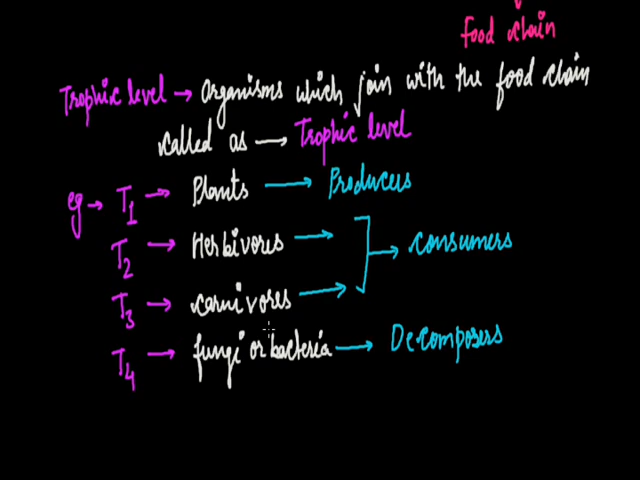 food chain
Trophic level → Organisms which join with the food chain
called as → Trophic level
eg → T1 → Plants → Producers
T2 → Herbivores → consumers
T3 → carnivores →
T4 → fungi or bacteria → Decomposers